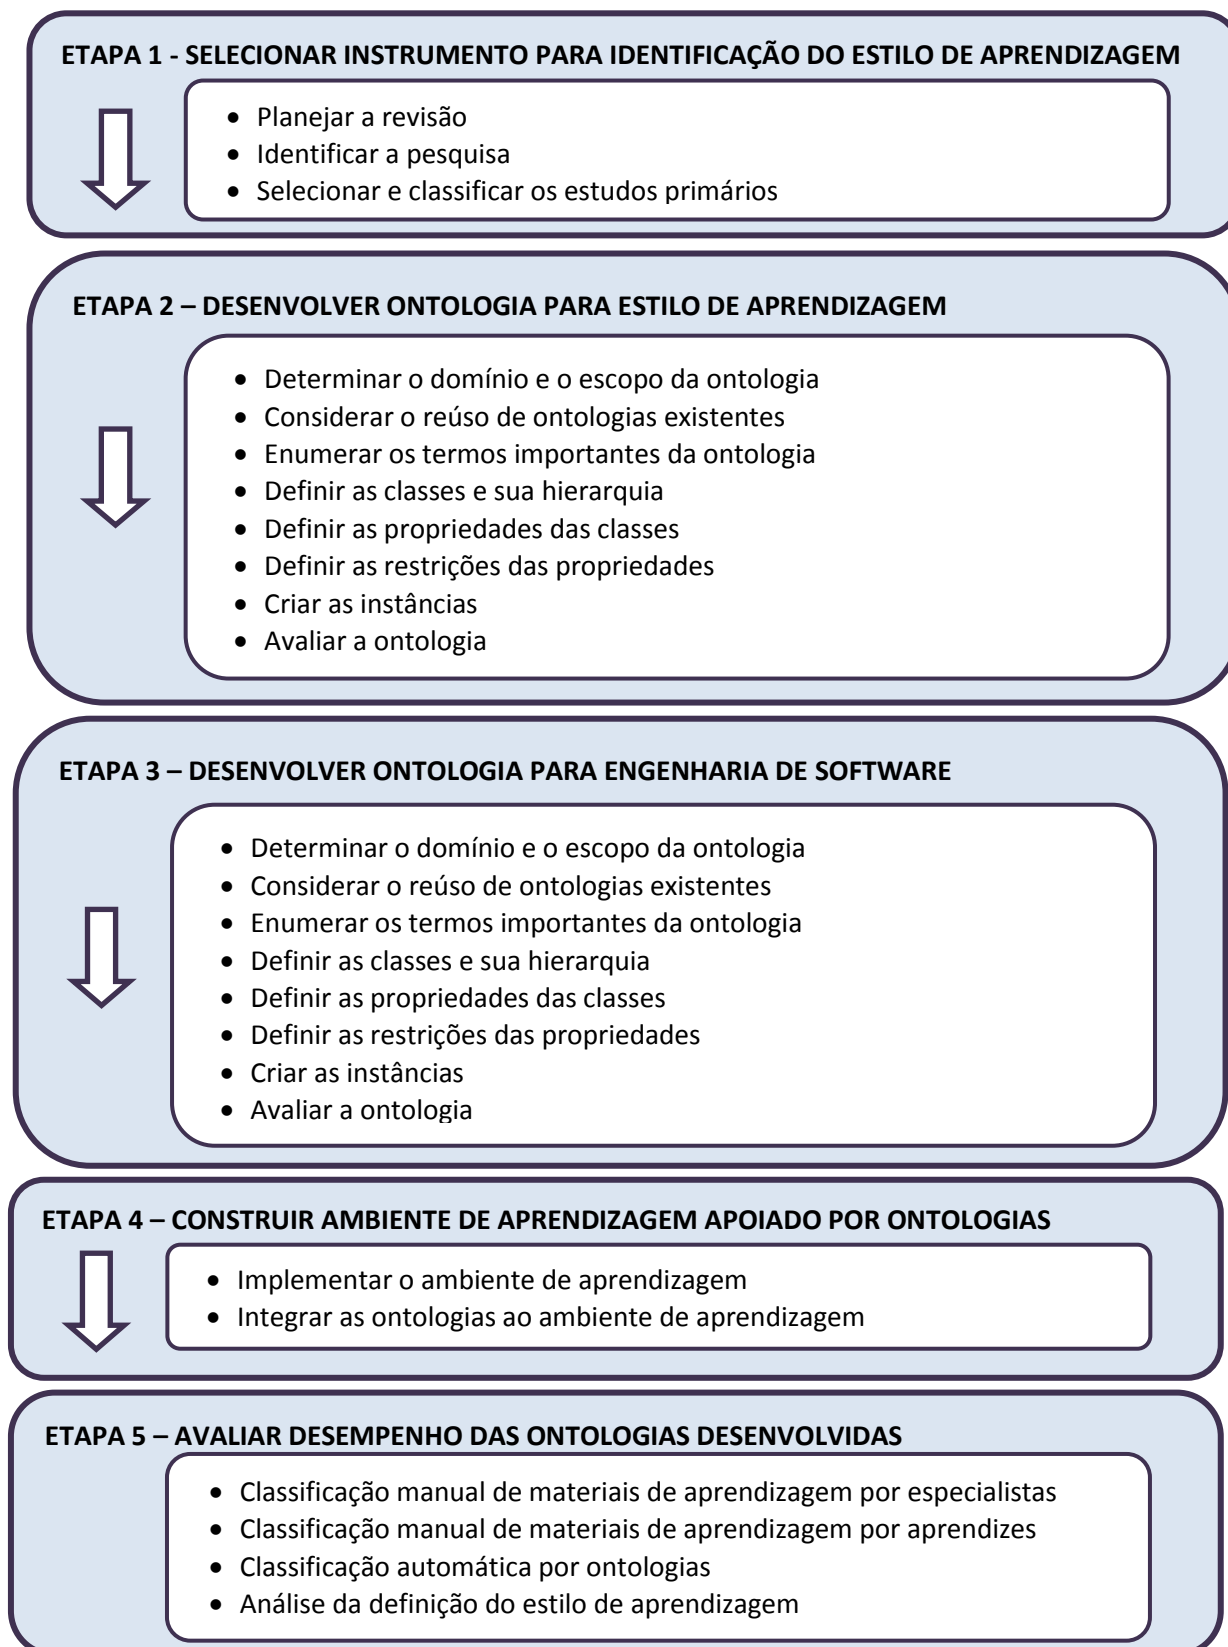 ETAPA 1 - SELECIONAR INSTRUMENTO PARA IDENTIFICAÇÃO DO ESTILO DE APRENDIZAGEM
• Planejar a revisão
• Identificar a pesquisa
• Selecionar e classificar os estudos primários
ETAPA 2 – DESENVOLVER ONTOLOGIA PARA ESTILO DE APRENDIZAGEM
• Determinar o domínio e o escopo da ontologia
• Considerar o reúso de ontologias existentes
• Enumerar os termos importantes da ontologia
• Definir as classes e sua hierarquia
• Definir as propriedades das classes
• Definir as restrições das propriedades
• Criar as instâncias
• Avaliar a ontologia
ETAPA 3 – DESENVOLVER ONTOLOGIA PARA ENGENHARIA DE SOFTWARE
• Determinar o domínio e o escopo da ontologia
• Considerar o reúso de ontologias existentes
• Enumerar os termos importantes da ontologia
• Definir as classes e sua hierarquia
• Definir as propriedades das classes
• Definir as restrições das propriedades
• Criar as instâncias
• Avaliar a ontologia
ETAPA 4 – CONSTRUIR AMBIENTE DE APRENDIZAGEM APOIADO POR ONTOLOGIAS
• Implementar o ambiente de aprendizagem
• Integrar as ontologias ao ambiente de aprendizagem
ETAPA 5 – AVALIAR DESEMPENHO DAS ONTOLOGIAS DESENVOLVIDAS
• Classificação manual de materiais de aprendizagem por especialistas
• Classificação manual de materiais de aprendizagem por aprendizes
• Classificação automática por ontologias
• Análise da definição do estilo de aprendizagem